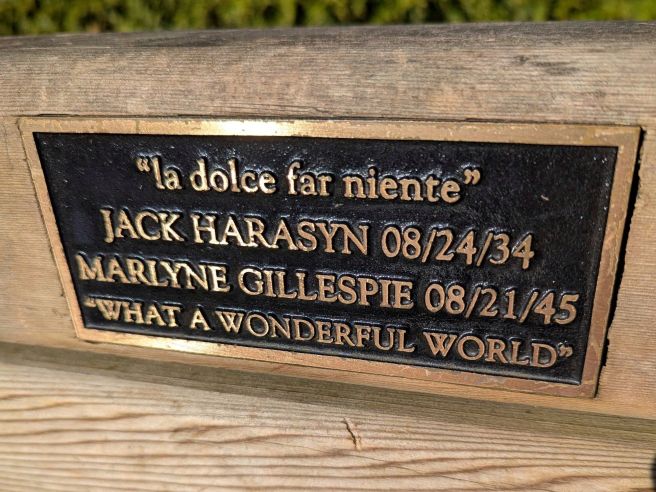 “la dolce far niente”
JACK HARASYN 08/24/34
MARLYNE GILLESPIE 08/21/45
“WHAT A WONDERFUL WORLD”